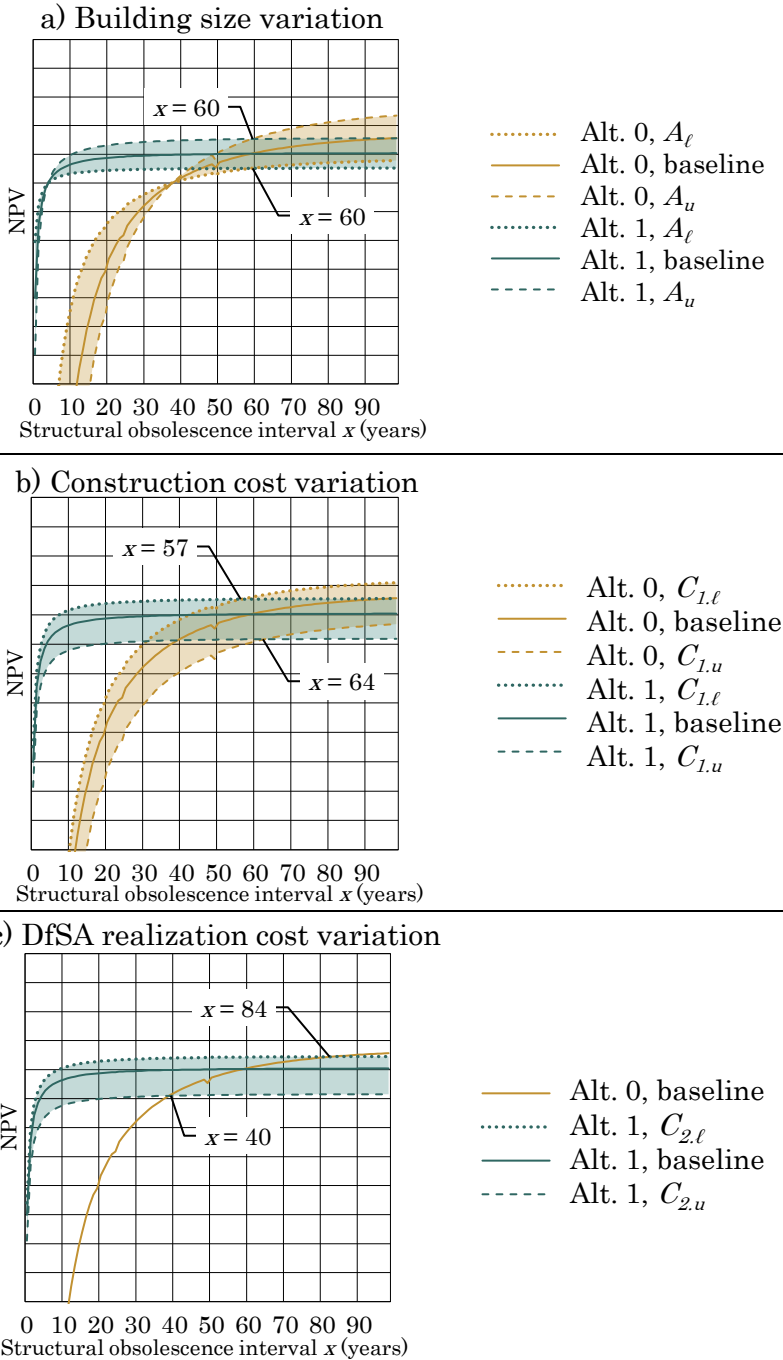 a) Building size variation
x = 60
x = 60
NPV
0 10 20 30 40 50 60 70 80 90
Structural obsolescence interval x (years)
Alt. 0, Aℓ
Alt. 0, baseline
Alt. 0, Au
Alt. 1, Aℓ
Alt. 1, baseline
Alt. 1, Au
b) Construction cost variation
x = 57
x = 64
NPV
0 10 20 30 40 50 60 70 80 90
Structural obsolescence interval x (years)
Alt. 0, C1.ℓ
Alt. 0, baseline
Alt. 0, C1.u
Alt. 1, C1.ℓ
Alt. 1, baseline
Alt. 1, C1.u
) DfSA realization cost variation
x = 84
x = 40
NPV
0 10 20 30 40 50 60 70 80 90
Structural obsolescence interval x (years)
Alt. 0, baseline
Alt. 1, C2.ℓ
Alt. 1, baseline
Alt. 1, C2.u